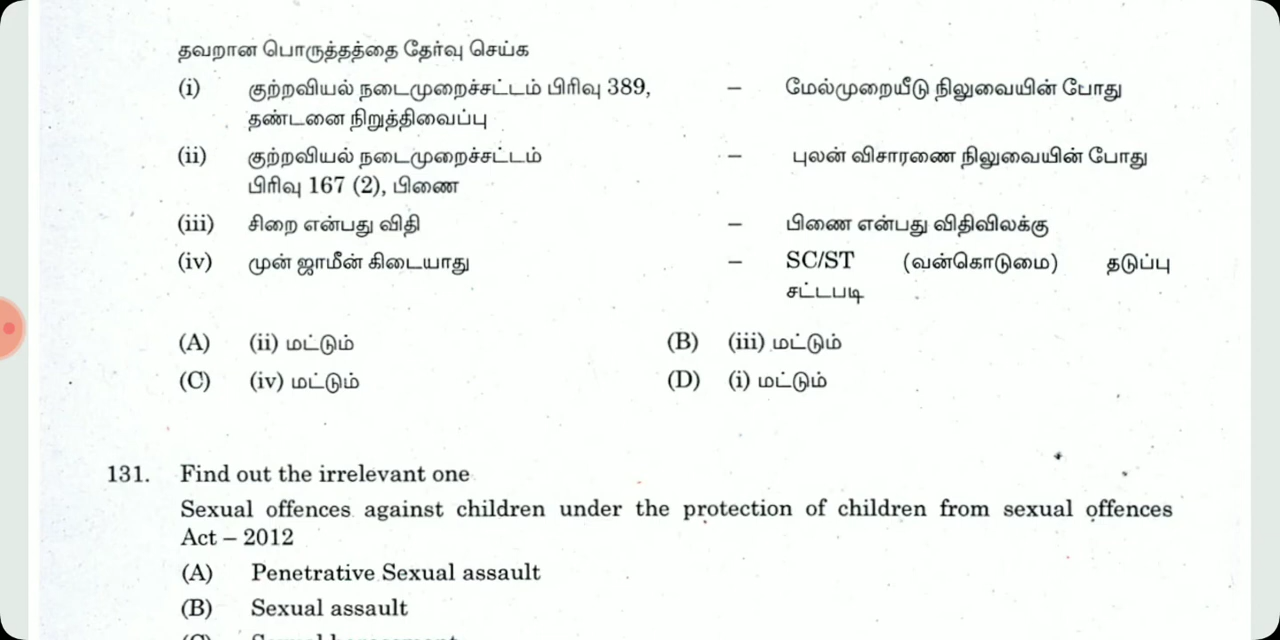 தவறான பொருத்தத்தை தேர்வு செய்க
(i) குற்றவியல் நடைமுறைச்சட்டம் பிரிவு 389, – மேல்முறையீடு நிலுவையின் போது
தண்டனை நிறுத்திவைப்பு
(ii) குற்றவியல் நடைமுறைச்சட்டம் – புலன் விசாரணை நிலுவையின் போது
பிரிவு 167 (2), பிணை
(iii) சிறை என்பது விதி – பிணை என்பது விதிவிலக்கு
(iv) முன் ஜாமீன் கிடையாது – SC/ST (வன்கொடுமை) தடுப்பு
சட்டபடி
(A) (ii) மட்டும் (B) (iii) மட்டும்
(C) (iv) மட்டும் (D) (i) மட்டும்
131. Find out the irrelevant one
Sexual offences against children under the protection of children from sexual offences
Act – 2012
(A) Penetrative Sexual assault
(B) Sexual assault